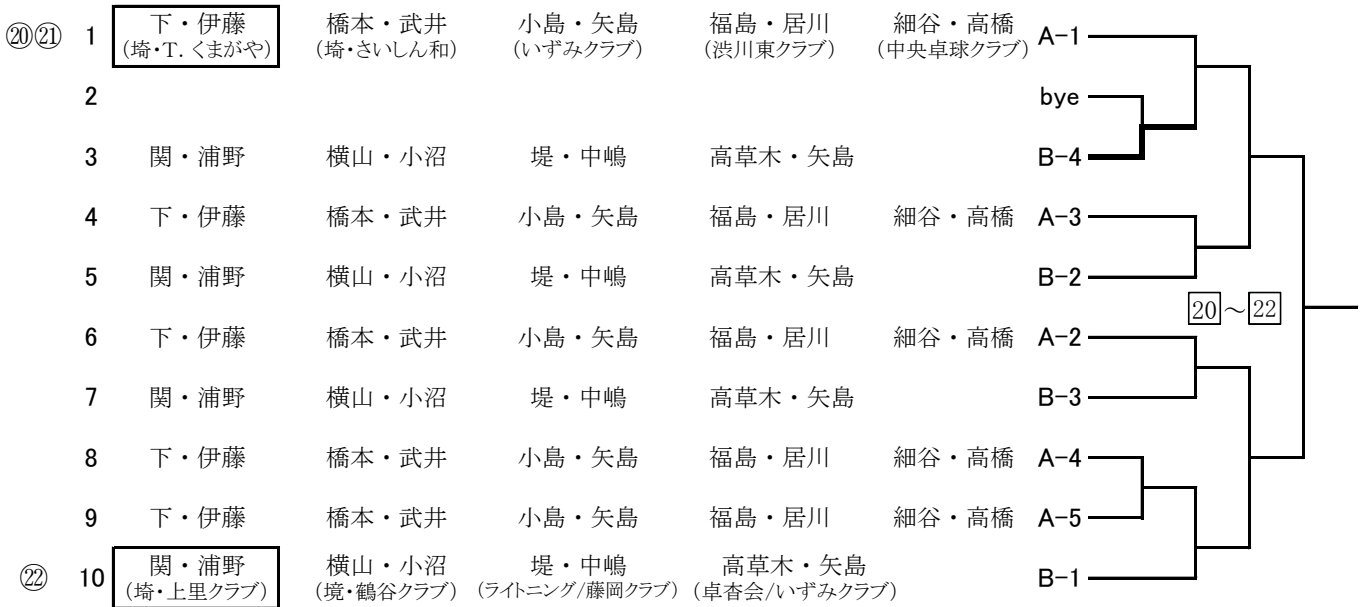 ⑳㉑ 1 下・伊藤 橋本・武井 小島・矢島 福島・居川 細谷・高橋 A-1
(埼・T. くまがや) (埼・さいしん和) (いずみクラブ) (渋川東クラブ) (中央卓球クラブ)
2 bye
3 関・浦野 横山・小沼 堤・中嶋 高草木・矢島 B-4
4 下・伊藤 橋本・武井 小島・矢島 福島・居川 細谷・高橋 A-3
5 関・浦野 横山・小沼 堤・中嶋 高草木・矢島 B-2
20～22
6 下・伊藤 橋本・武井 小島・矢島 福島・居川 細谷・高橋 A-2
7 関・浦野 横山・小沼 堤・中嶋 高草木・矢島 B-3
8 下・伊藤 橋本・武井 小島・矢島 福島・居川 細谷・高橋 A-4
9 下・伊藤 橋本・武井 小島・矢島 福島・居川 細谷・高橋 A-5
㉒ 10 関・浦野 横山・小沼 堤・中嶋 高草木・矢島 B-1
(埼・上里クラブ) (境・鶴谷クラブ) (ライトニング/藤岡クラブ) (卓杏会/いずみクラブ)